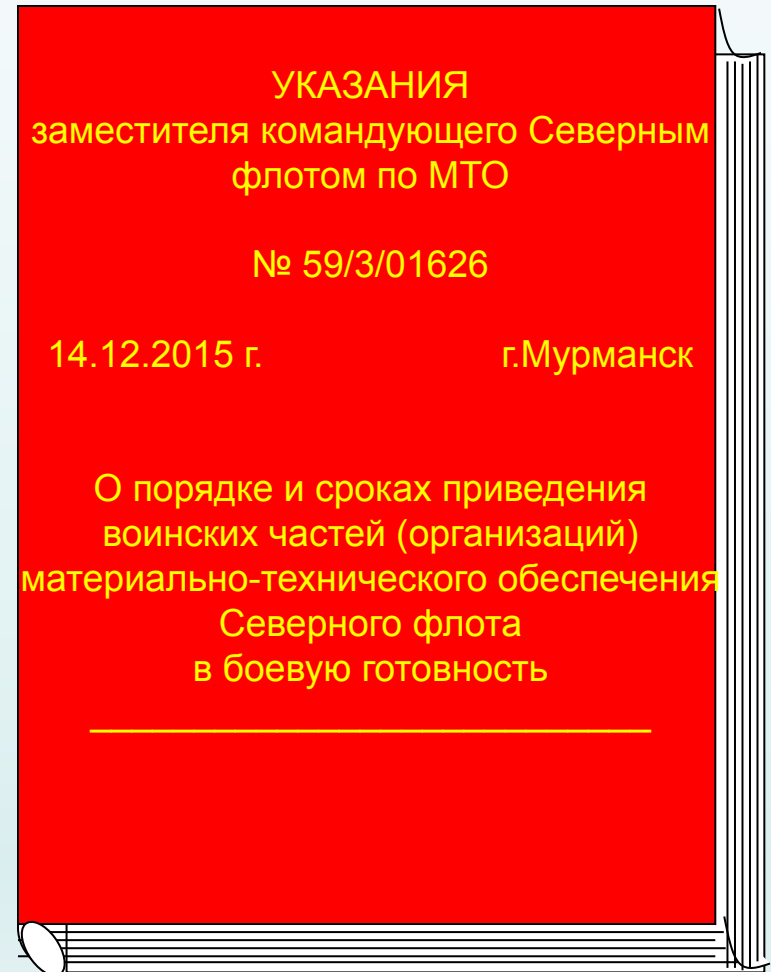 УКАЗАНИЯ
заместителя командующего Северным
флотом по МТО
№ 59/3/01626
14.12.2015 г. г.Мурманск
О порядке и сроках приведения
воинских частей (организаций)
материально-технического обеспечения
Северного флота
в боевую готовность